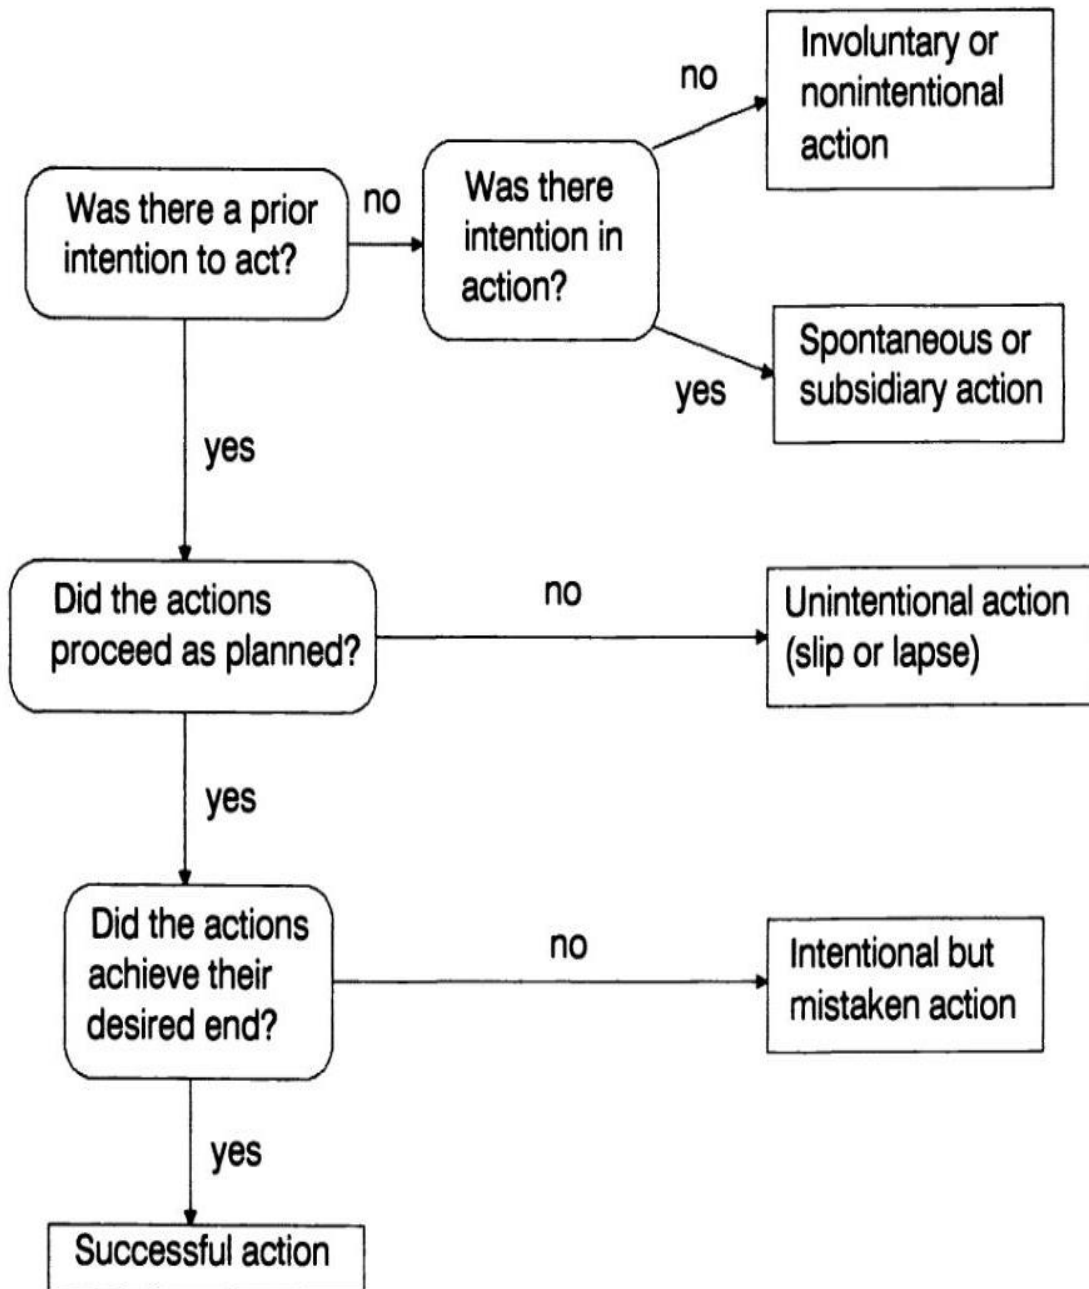 Involuntary or
nonintentional
action
no
Was there a prior
intention to act?
no
Was there
intention in
action?
Spontaneous or
subsidiary action
yes
yes
Did the actions
proceed as planned?
no
Unintentional action
(slip or lapse)
yes
Did the actions
achieve their
desired end?
no
Intentional but
mistaken action
yes
Successful action